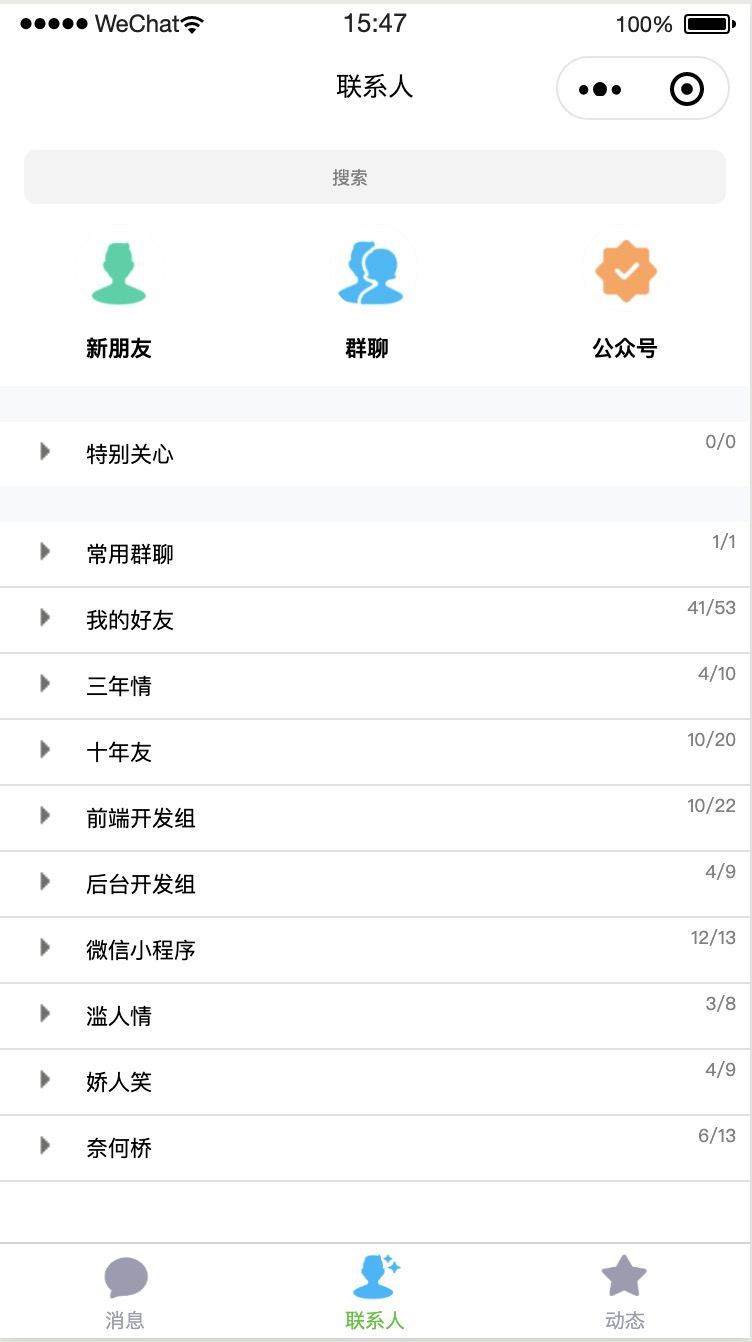 WeChat 15:47 100%
联系人
搜索
新朋友 群聊 公众号
特别关心 0/0
常用群聊 1/1
我的好友 41/53
三年情 4/10
十年友 10/20
前端开发组 10/22
后台开发组 4/9
微信小程序 12/13
滥人情 3/8
娇人笑 4/9
奈何桥 6/13
消息 联系人 动态